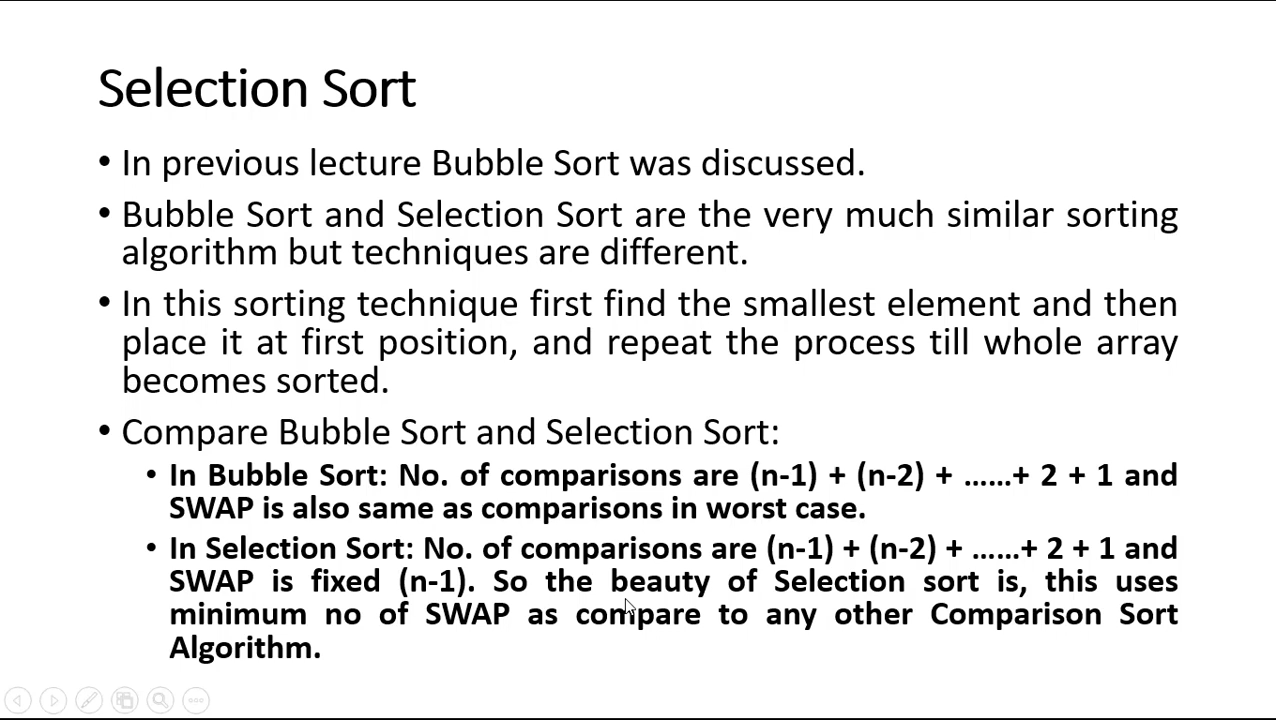 Selection Sort
• In previous lecture Bubble Sort was discussed.
• Bubble Sort and Selection Sort are the very much similar sorting
algorithm but techniques are different.
• In this sorting technique first find the smallest element and then
place it at first position, and repeat the process till whole array
becomes sorted.
• Compare Bubble Sort and Selection Sort:
• In Bubble Sort: No. of comparisons are (n-1) + (n-2) + ......+ 2 + 1 and
SWAP is also same as comparisons in worst case.
• In Selection Sort: No. of comparisons are (n-1) + (n-2) + ......+ 2 + 1 and
SWAP is fixed (n-1). So the beauty of Selection sort is, this uses
minimum no of SWAP as compare to any other Comparison Sort
Algorithm.